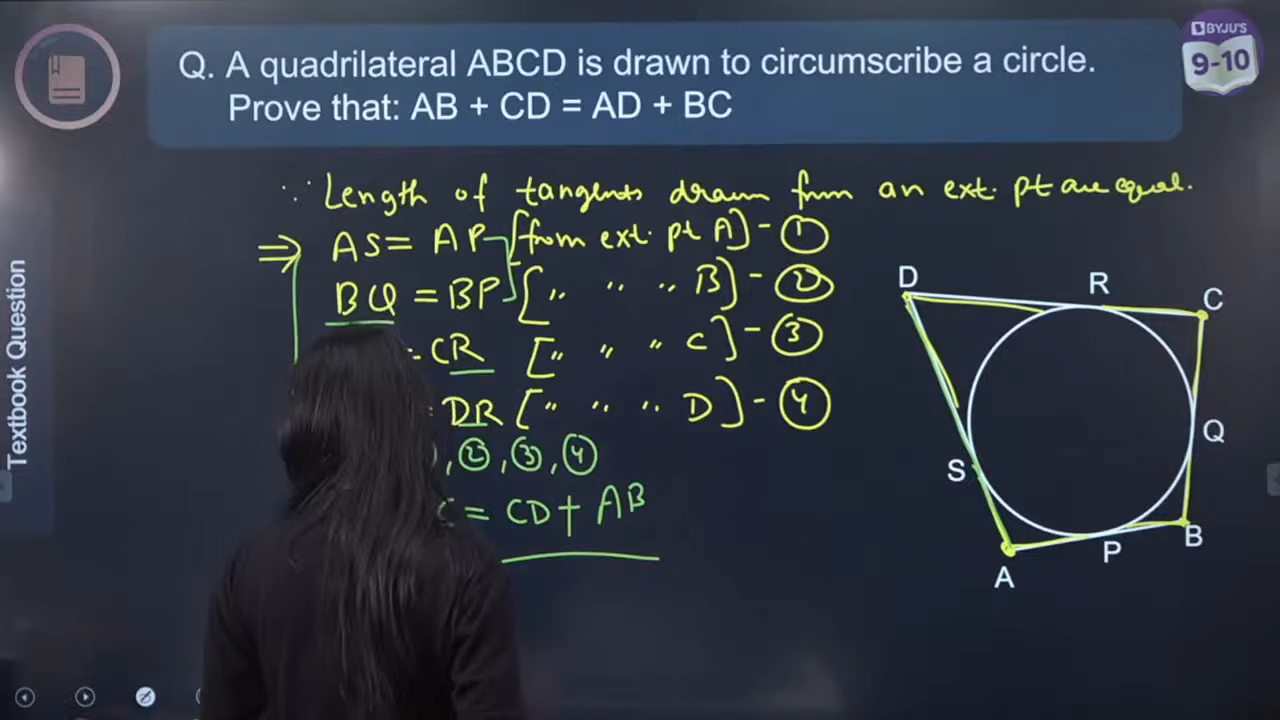 Q. A quadrilateral ABCD is drawn to circumscribe a circle.
Prove that: AB + CD = AD + BC
BYJU'S
9-10
Textbook Question
∵ Length of tangents drawn from an ext. pt are equal.
⇒ AS = AP [from ext. pt A] - ①
BQ = BP [ " " " B] - ②
= CR [ " " " C] - ③
= DR [ " " " D] - ④
, ②, ③, ④
C = CD + AB
D
R
C
Q
S
B
P
A